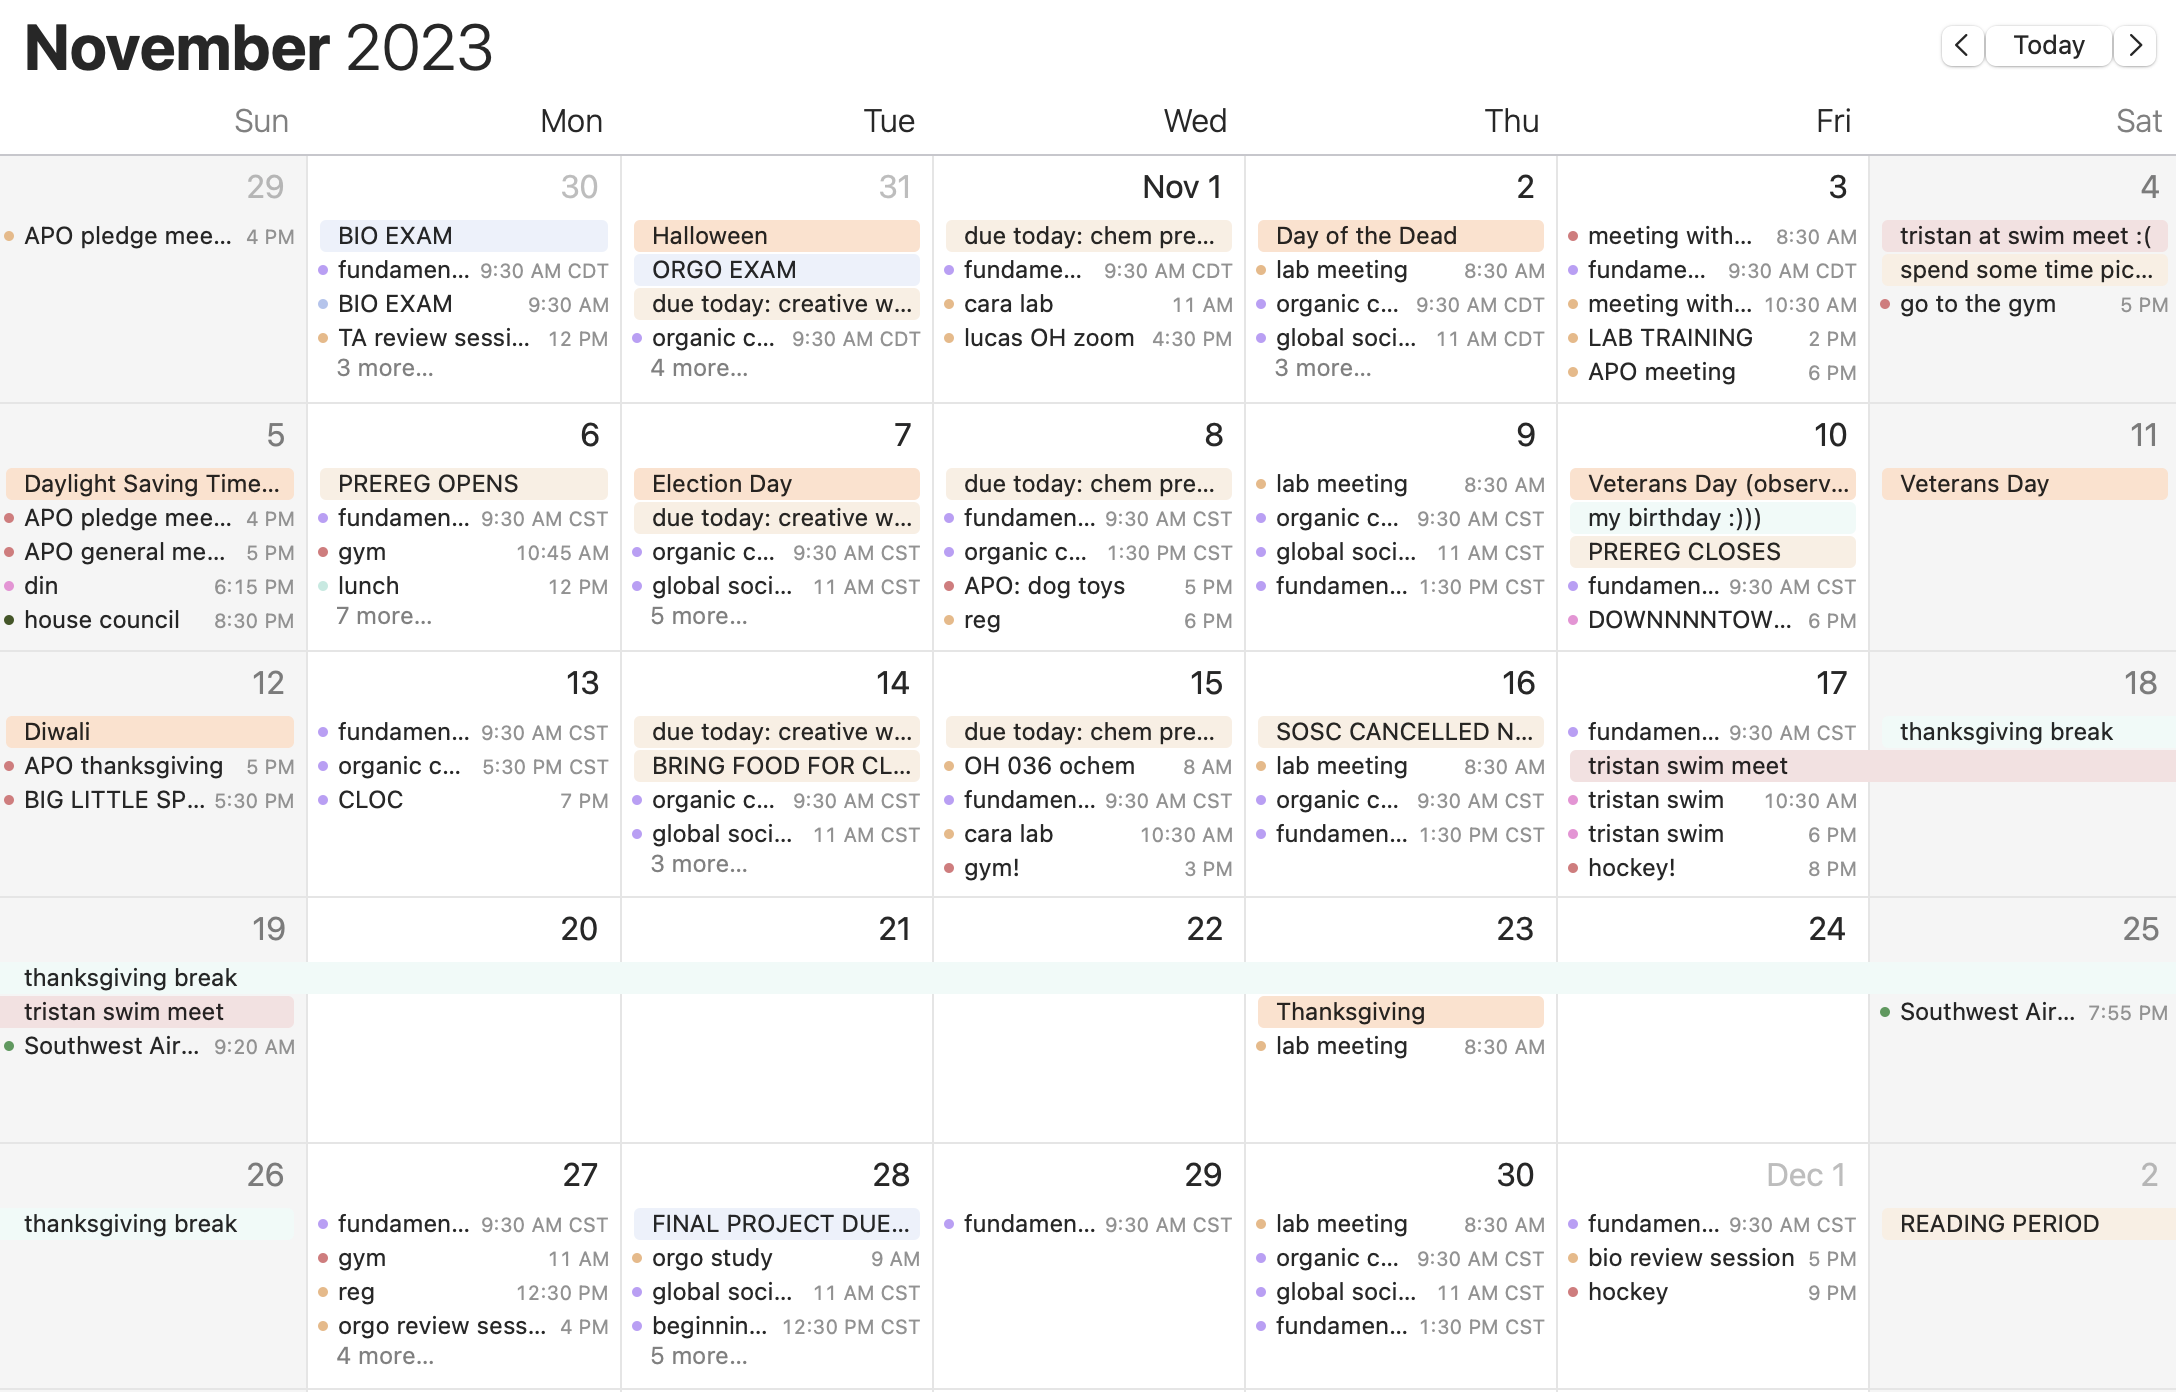 November 2023
Today
Sun Mon Tue Wed Thu Fri Sat
29
APO pledge mee... 4 PM
30
BIO EXAM
fundamen... 9:30 AM CDT
BIO EXAM 9:30 AM
TA review sessi... 12 PM
3 more...
31
Halloween
ORGO EXAM
due today: creative w...
organic c... 9:30 AM CDT
4 more...
Nov 1
due today: chem pre...
fundame... 9:30 AM CDT
cara lab 11 AM
lucas OH zoom 4:30 PM
2
Day of the Dead
lab meeting 8:30 AM
organic c... 9:30 AM CDT
global soci... 11 AM CDT
3 more...
3
meeting with... 8:30 AM
fundame... 9:30 AM CDT
meeting with... 10:30 AM
LAB TRAINING 2 PM
APO meeting 6 PM
4
tristan at swim meet :(
spend some time pic...
go to the gym 5 PM
5
Daylight Saving Time...
APO pledge mee... 4 PM
APO general me... 5 PM
din 6:15 PM
house council 8:30 PM
6
PREREG OPENS
fundamen... 9:30 AM CST
gym 10:45 AM
lunch 12 PM
7 more...
7
Election Day
due today: creative w...
organic c... 9:30 AM CST
global soci... 11 AM CST
5 more...
8
due today: chem pre...
fundamen... 9:30 AM CST
organic c... 1:30 PM CST
APO: dog toys 5 PM
reg 6 PM
9
lab meeting 8:30 AM
organic c... 9:30 AM CST
global soci... 11 AM CST
fundamen... 1:30 PM CST
10
Veterans Day (observ...
my birthday :)))
PREREG CLOSES
fundamen... 9:30 AM CST
DOWNNNTOW... 6 PM
11
Veterans Day
12
Diwali
APO thanksgiving 5 PM
BIG LITTLE SP... 5:30 PM
13
fundamen... 9:30 AM CST
organic c... 5:30 PM CST
CLOC 7 PM
14
due today: creative w...
BRING FOOD FOR CL...
organic c... 9:30 AM CST
global soci... 11 AM CST
3 more...
15
due today: chem pre...
OH 036 ochem 8 AM
fundamen... 9:30 AM CST
cara lab 10:30 AM
gym! 3 PM
16
SOSC CANCELLED N...
lab meeting 8:30 AM
organic c... 9:30 AM CST
fundamen... 1:30 PM CST
17
fundamen... 9:30 AM CST
tristan swim meet
tristan swim 10:30 AM
tristan swim 6 PM
hockey! 8 PM
18
thanksgiving break
19
thanksgiving break
tristan swim meet
Southwest Air... 9:20 AM
20
21
22
23
Thanksgiving
lab meeting 8:30 AM
24
25
Southwest Air... 7:55 PM
26
thanksgiving break
27
fundamen... 9:30 AM CST
gym 11 AM
reg 12:30 PM
orgo review sess... 4 PM
4 more...
28
FINAL PROJECT DUE...
orgo study 9 AM
global soci... 11 AM CST
beginnin... 12:30 PM CST
5 more...
29
fundamen... 9:30 AM CST
30
lab meeting 8:30 AM
organic c... 9:30 AM CST
global soci... 11 AM CST
fundamen... 1:30 PM CST
Dec 1
fundamen... 9:30 AM CST
bio review session 5 PM
hockey 9 PM
2
READING PERIOD